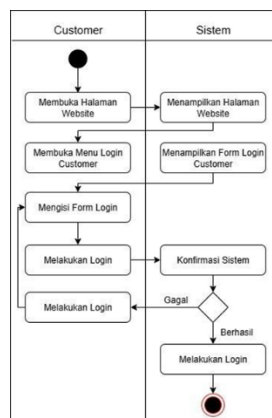 Customer
Sistem
Membuka Halaman
Website
Menampilkan Halaman
Website
Membuka Menu Login
Customer
Menampilkan Form Login
Customer
Mengisi Form Login
Melakukan Login
Konfirmasi Sistem
Melakukan Login
Gagal
Berhasil
Melakukan Login